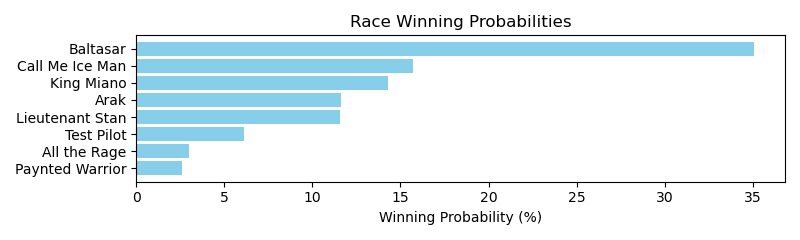 Race Winning Probabilities
Baltasar
Call Me Ice Man
King Miano
Arak
Lieutenant Stan
Test Pilot
All the Rage
Paynted Warrior
0 5 10 15 20 25 30 35
Winning Probability (%)